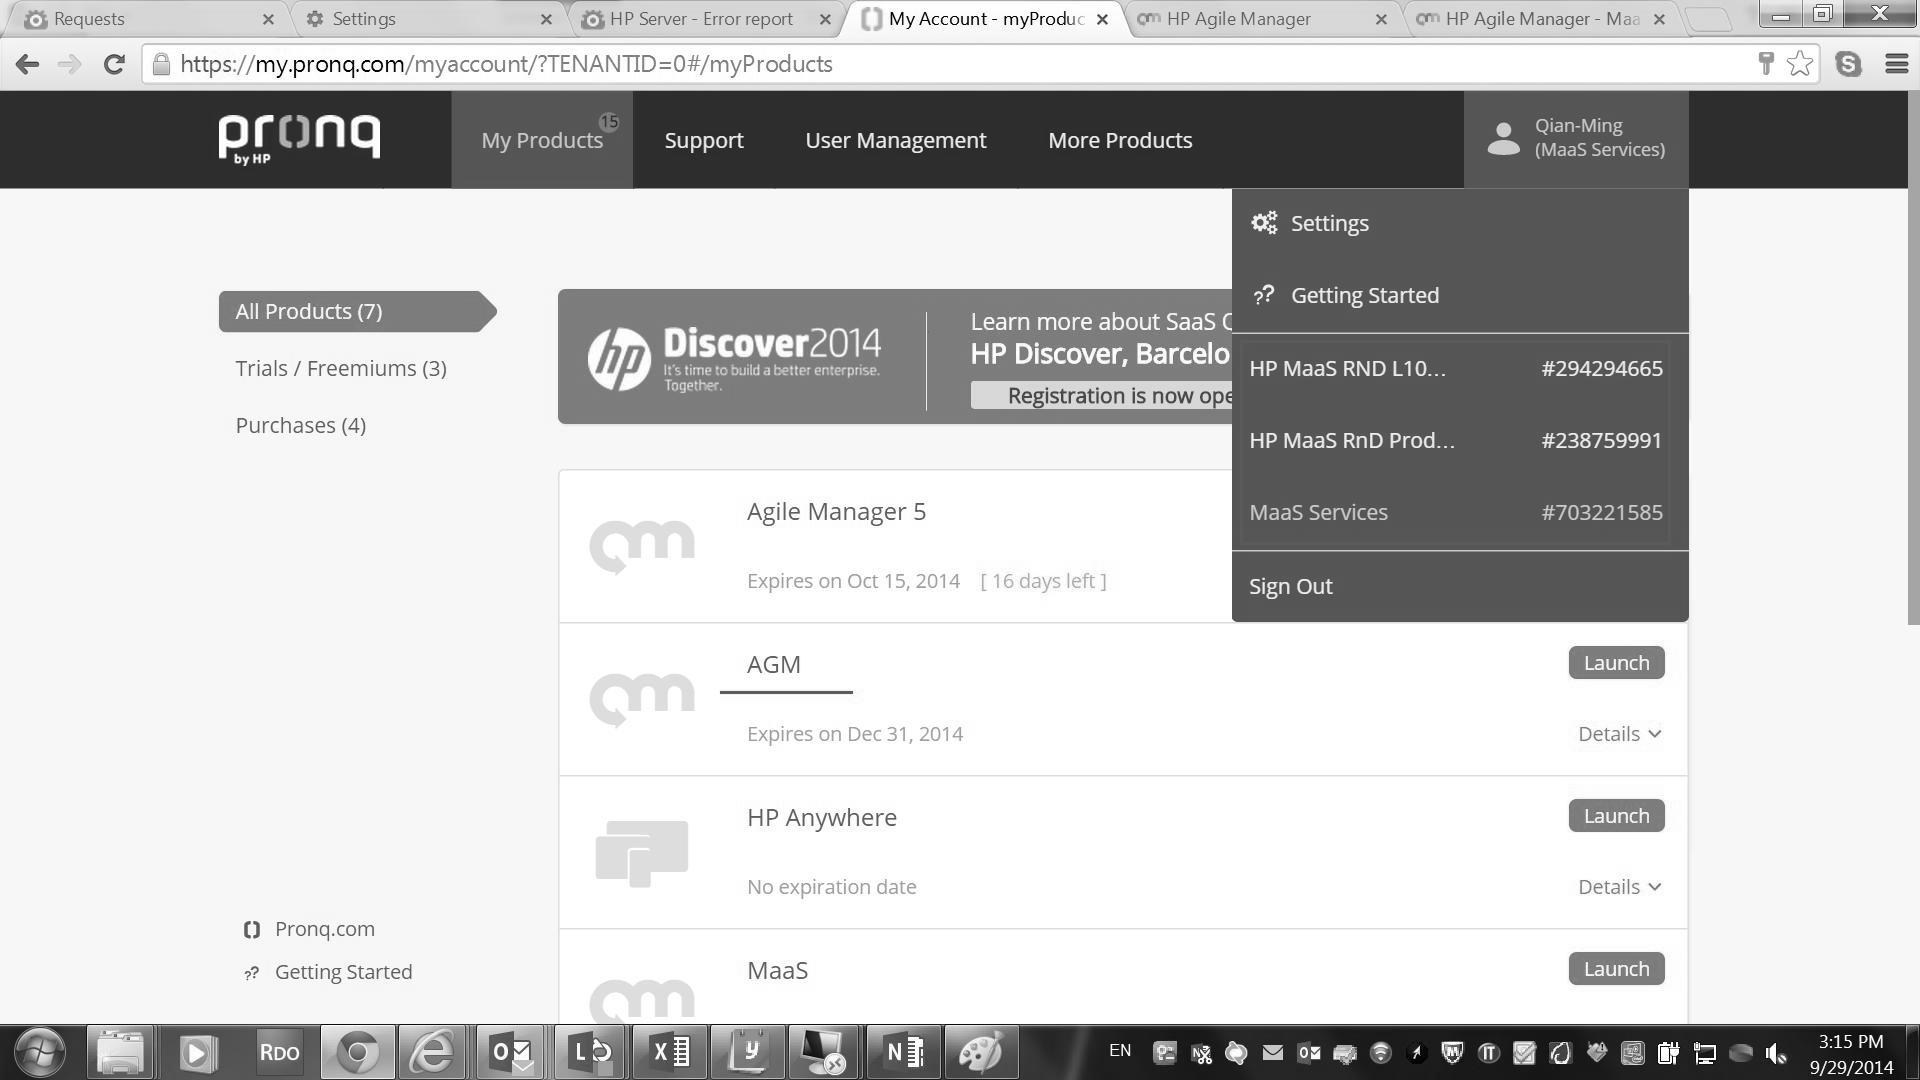 Requests
Settings
HP Server - Error report
My Account - myProduc
HP Agile Manager
HP Agile Manager - Maa
https://my.pronq.com/myaccount/?TENANTID=0#/myProducts
pronq
by HP
My Products
15
Support
User Management
More Products
Qian-Ming
(MaaS Services)
Settings
Getting Started
HP MaaS RND L10...
#294294665
HP MaaS RnD Prod...
#238759991
MaaS Services
#703221585
Sign Out
All Products (7)
Trials / Freemiums (3)
Purchases (4)
hp
Discover2014
It's time to build a better enterprise.
Together.
Learn more about SaaS
HP Discover, Barcelo
Registration is now ope
Agile Manager 5
Expires on Oct 15, 2014 [ 16 days left ]
AGM
Launch
Expires on Dec 31, 2014
Details
HP Anywhere
Launch
No expiration date
Details
MaaS
Launch
Pronq.com
Getting Started
RDO
EN
3:15 PM
9/29/2014